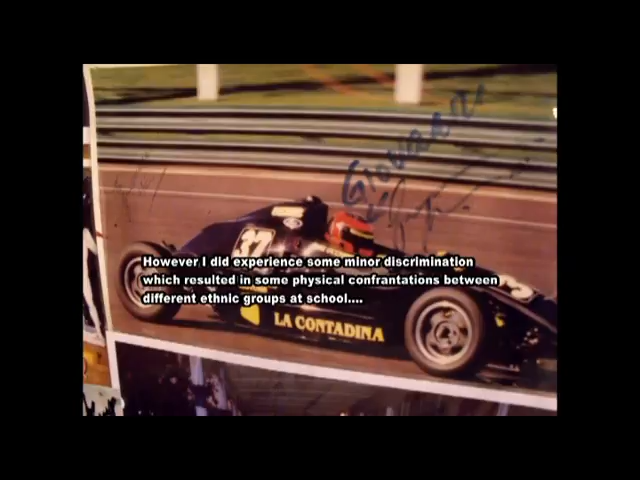 Giovanni
37
However I did experience some minor discrimination
which resulted in some physical confrantations between
different ethnic groups at school....
LA CONTADINA